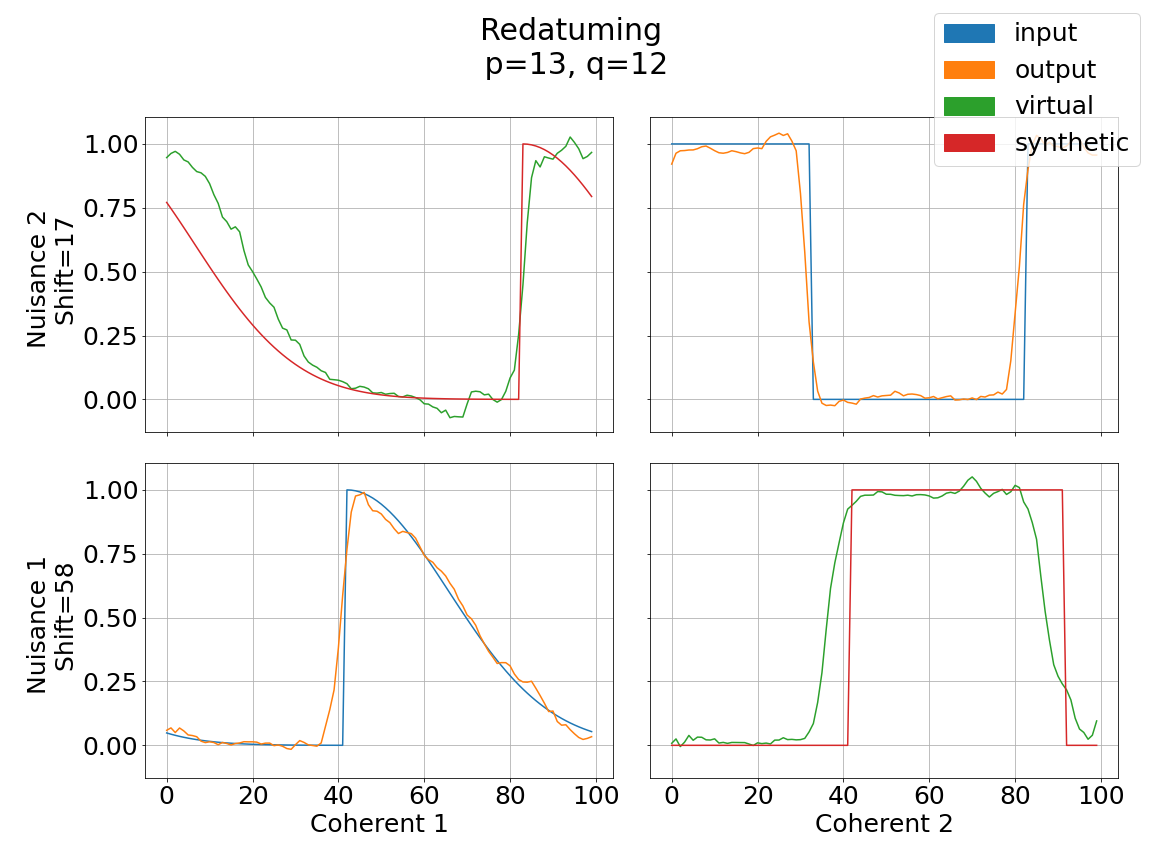 Redatuming
p=13, q=12
input
output
virtual
synthetic
Nuisance 2
Shift=17
1.00
0.75
0.50
0.25
0.00
Nuisance 1
Shift=58
1.00
0.75
0.50
0.25
0.00
0 20 40 60 80 100
0 20 40 60 80 100
Coherent 1
Coherent 2